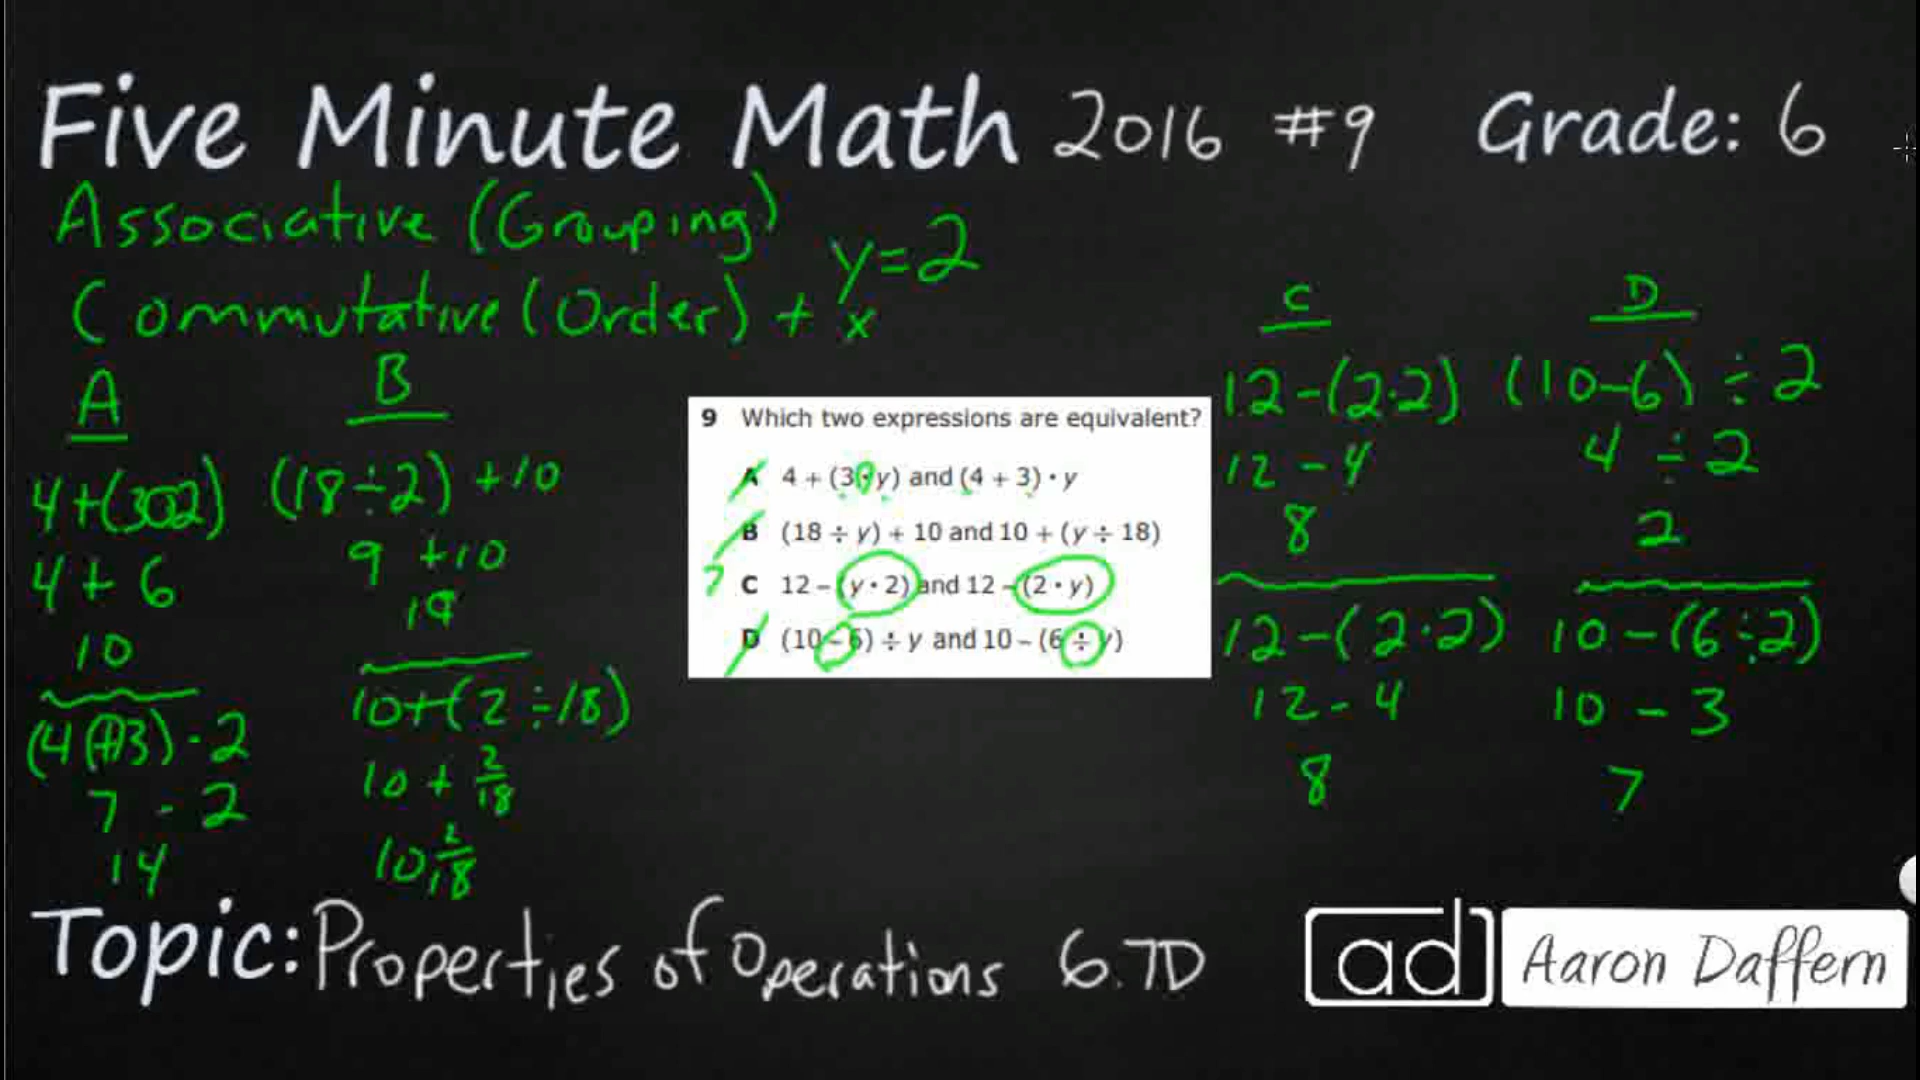 Five Minute Math 2016 #9 Grade: 6
Associative (Grouping)
y=2
Commutative (Order) + x
A
4+(3·2)
4+6
10
(4+3)·2
7·2
14
B
(18÷2)+10
9+10
19
10+(2÷18)
10+2/18
10 2/18
9 Which two expressions are equivalent?
A 4 + (3 · y) and (4 + 3) · y
B (18 ÷ y) + 10 and 10 + (y ÷ 18)
? C 12 – (y · 2) and 12 – (2 · y)
D (10 – 6) ÷ y and 10 – (6 ÷ y)
C
12-(2·2)
12-4
8
12-(2·2)
12-4
8
D
(10-6)÷2
4÷2
2
10-(6÷2)
10-3
7
Topic: Properties of Operations 6.7D
ad Aaron Daffern